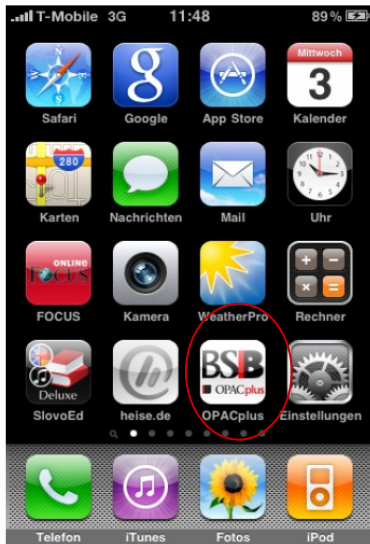 T-Mobile 3G 11:48 89%
Mittwoch
3
Safari Google App Store Kalender
280
Karten Nachrichten Mail Uhr
ONLINE
FOCUS
FOCUS Kamera WeatherPro Rechner
BSB
OPACplus
Deluxe
SlovoEd heise.de OPACplus Einstellungen
Telefon iTunes Fotos iPod